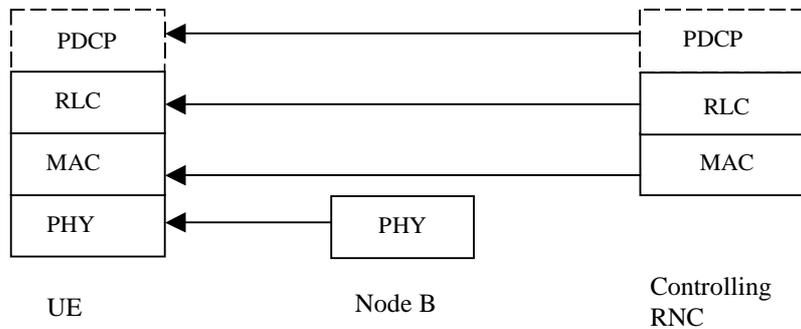 PDCP
PDCP
RLC
RLC
MAC
MAC
PHY
PHY
UE
Node B
Controlling
RNC